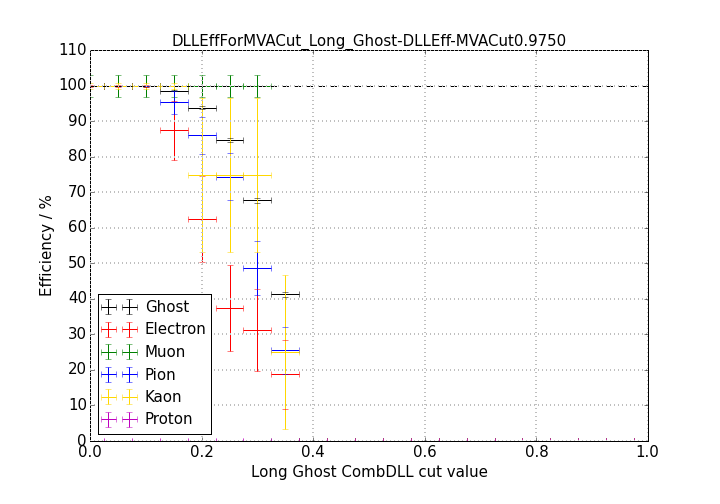 DLLEffForMVACut_Long_Ghost-DLLEff-MVACut0.9750
110
100
90
80
70
60
50
40
30
20
10
0
Efficiency / %
Ghost
Electron
Muon
Pion
Kaon
Proton
0.0 0.2 0.4 0.6 0.8 1.0
Long Ghost CombDLL cut value